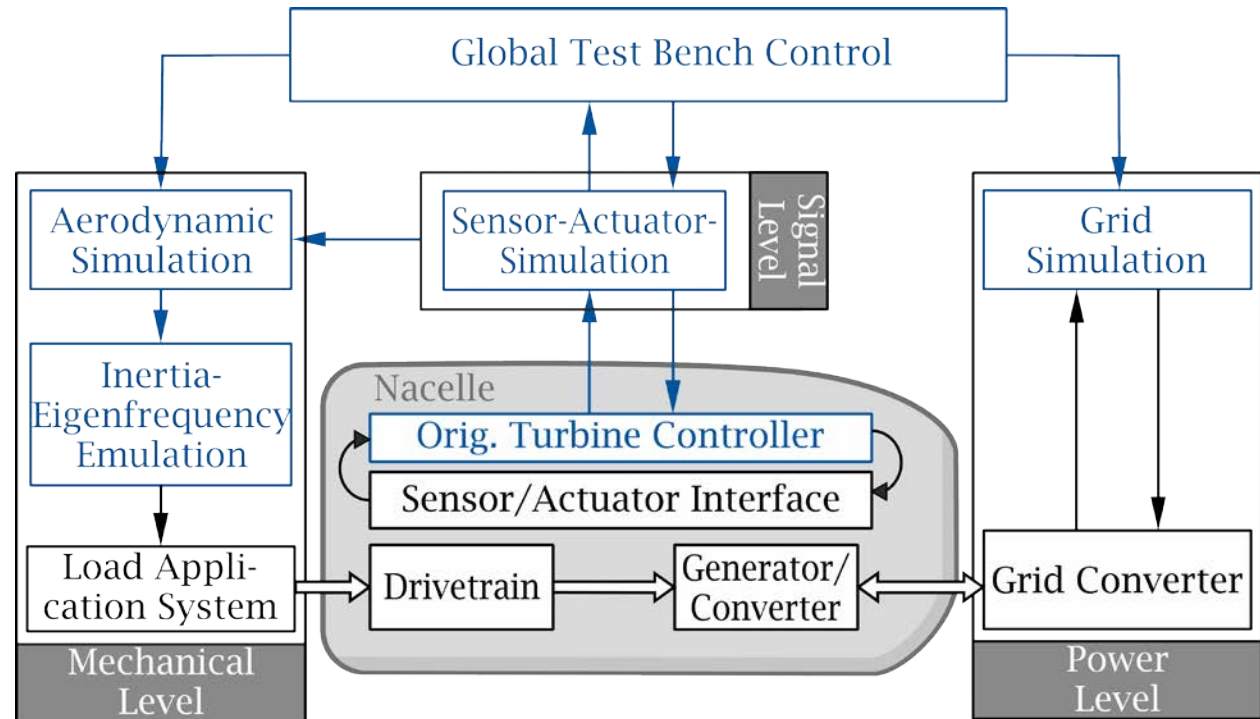 Global Test Bench Control
Aerodynamic
Simulation
Sensor-Actuator-
Simulation
Signal
Level
Grid
Simulation
Inertia-
Eigenfrequency
Emulation
Nacelle
Orig. Turbine Controller
Sensor/Actuator Interface
Load Appli-
cation System
Drivetrain
Generator/
Converter
Grid Converter
Mechanical
Level
Power
Level